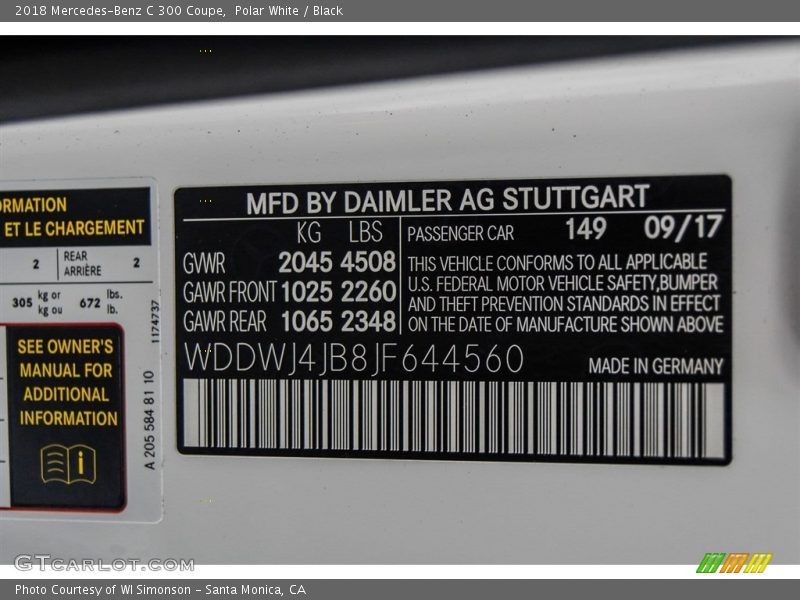 2018 Mercedes-Benz C 300 Coupe,  Polar White / Black
ORMATION
ET LE CHARGEMENT
2 REAR ARRIÈRE 2
305 kg or kg ou 672 lbs. lb.
SEE OWNER'S
MANUAL FOR
ADDITIONAL
INFORMATION
1174737
A 205 584 81 10
MFD BY DAIMLER AG STUTTGART
KG LBS
GVWR 2045 4508
GAWR FRONT 1025 2260
GAWR REAR 1065 2348
PASSENGER CAR 149 09/17
THIS VEHICLE CONFORMS TO ALL APPLICABLE
U.S. FEDERAL MOTOR VEHICLE SAFETY,BUMPER
AND THEFT PREVENTION STANDARDS IN EFFECT
ON THE DATE OF MANUFACTURE SHOWN ABOVE
WDDWJ4JB8JF644560
MADE IN GERMANY
GTCarLot.com
Photo Courtesy of WI Simonson - Santa Monica, CA